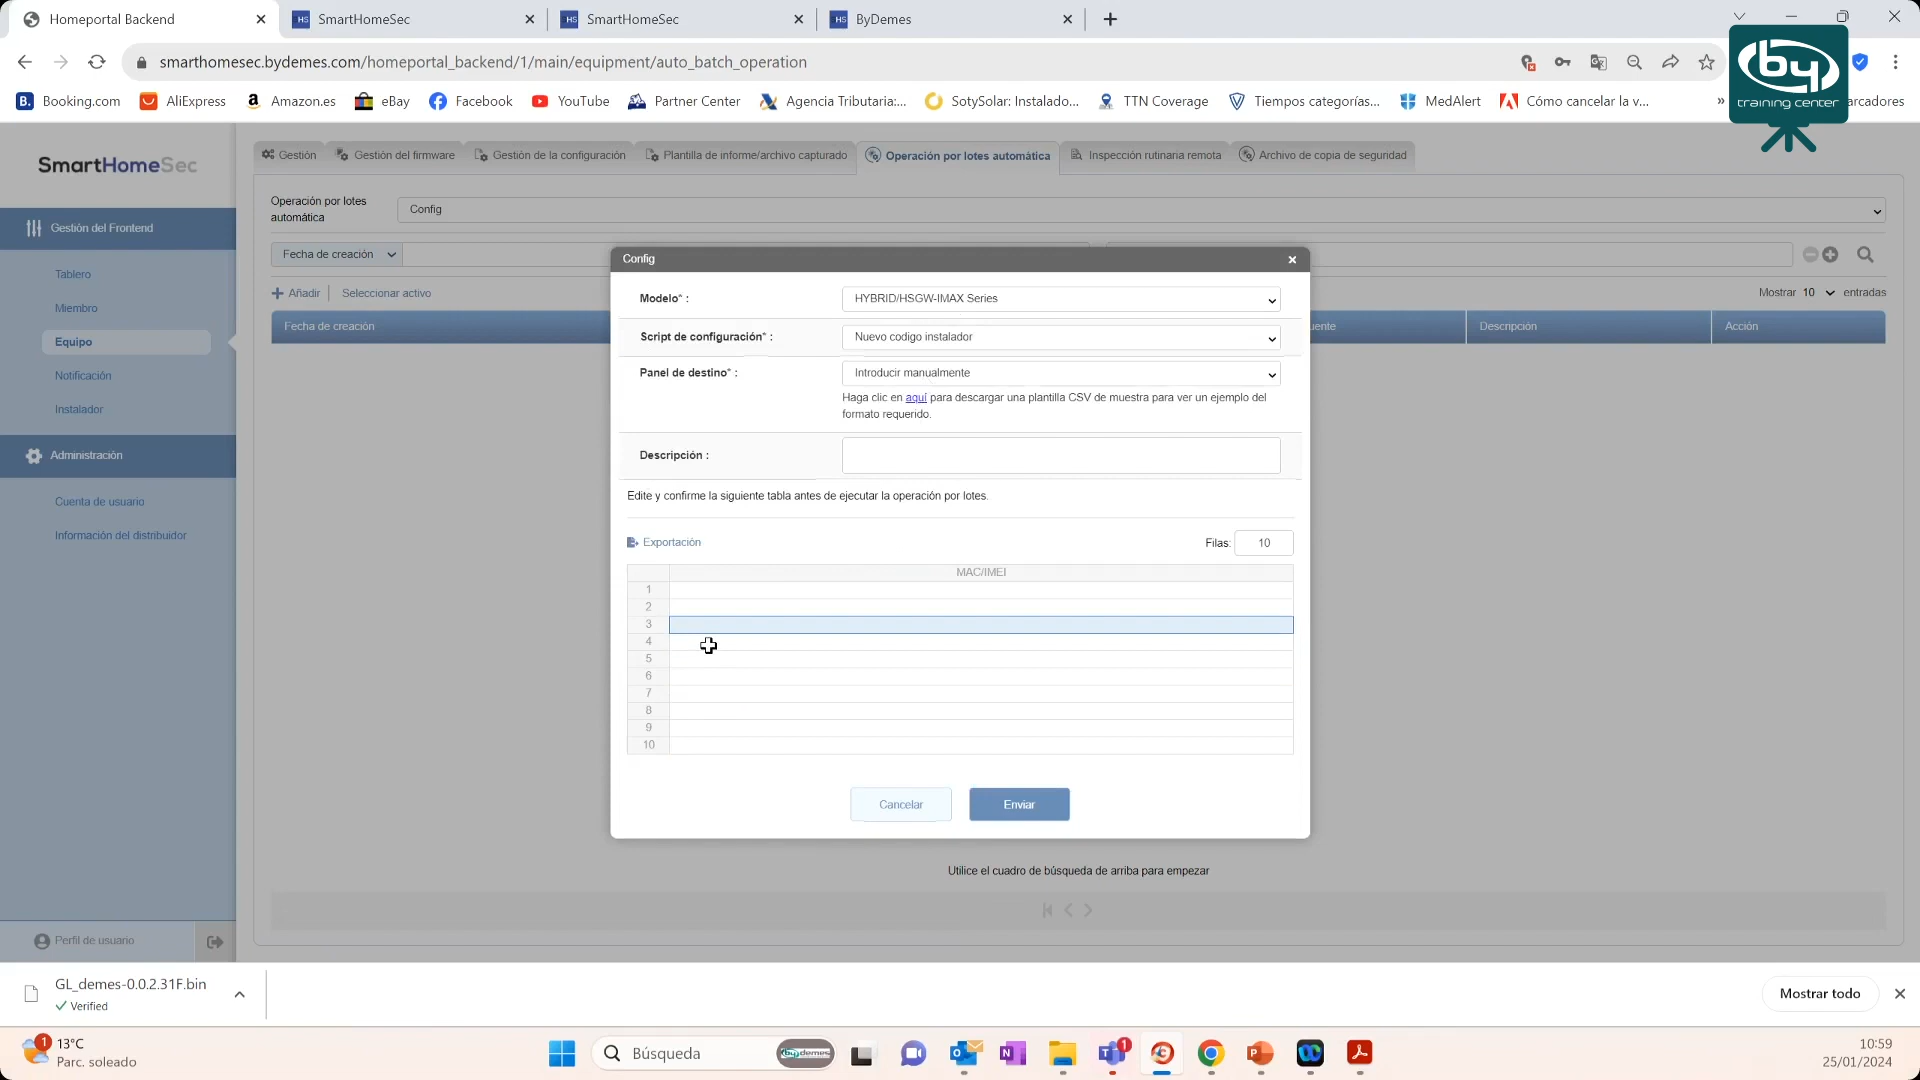 Homeportal Backend
SmartHomeSec
SmartHomeSec
ByDemes
smarthomesec.bydemes.com/homeportal_backend/1/main/equipment/auto_batch_operation
Booking.com
AliExpress
Amazon.es
eBay
Facebook
YouTube
Partner Center
Agencia Tributaria:...
SotySolar: Instalado...
TTN Coverage
Tiempos categorías...
MedAlert
Cómo cancelar la v...
»
arcadores
by
training center
SmartHomeSec
Gestión
Gestión del firmware
Gestión de la configuración
Plantilla de informe/archivo capturado
Operación por lotes automática
Inspección rutinaria remota
Archivo de copia de seguridad
Gestión del Frontend
Tablero
Miembro
Equipo
Notificación
Instalador
Administración
Cuenta de usuario
Información del distribuidor
Perfil de usuario
Operación por lotes
automática
Config
Fecha de creación
Añadir
Seleccionar activo
Mostrar 10 entradas
Fecha de creación
uente
Descripción
Acción
Config
Modelo* :
HYBRID/HSGW-IMAX Series
Script de configuración* :
Nuevo codigo instalador
Panel de destino* :
Introducir manualmente
Haga clic en aquí para descargar una plantilla CSV de muestra para ver un ejemplo del
formato requerido.
Descripción :
Edite y confirme la siguiente tabla antes de ejecutar la operación por lotes.
Exportación
Filas: 10
MAC/IMEI
1
2
3
4
5
6
7
8
9
10
Cancelar
Enviar
Utilice el cuadro de búsqueda de arriba para empezar
GL_demes-0.0.2.31F.bin
Verified
Mostrar todo
1
13°C
Parc. soleado
Búsqueda
bydemes
1
10:59
25/01/2024